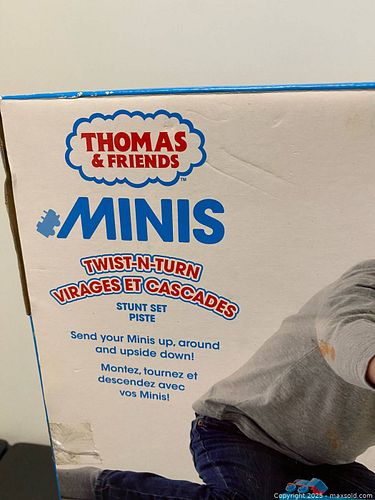 THOMAS
& FRIENDS
™
MINIS
TWIST-N-TURN
VIRAGES ET CASCADES
STUNT SET
PISTE
Send your Minis up, around
and upside down!
Montez, tournez et
descendez avec
vos Minis!
Copyright 2025 - maxsold.com